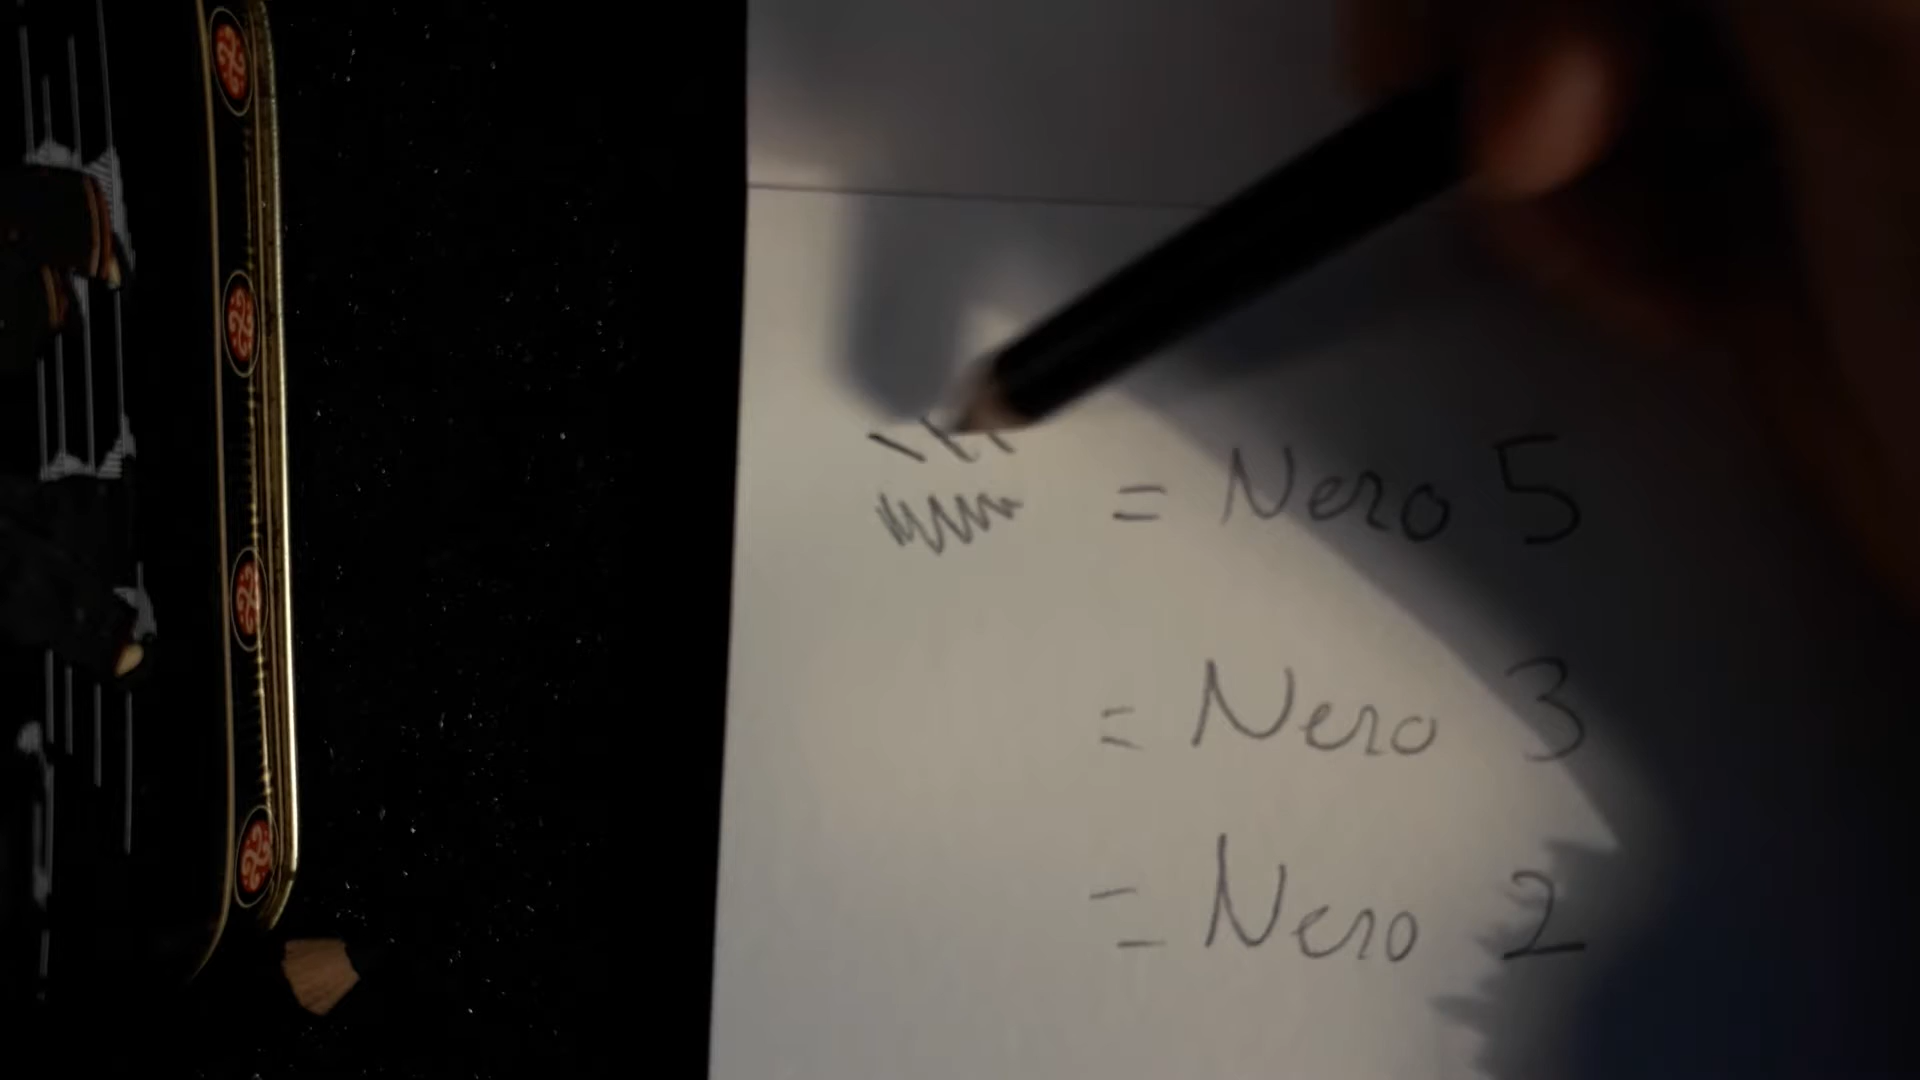 = Nero 5
= Nero 3
= Nero 2